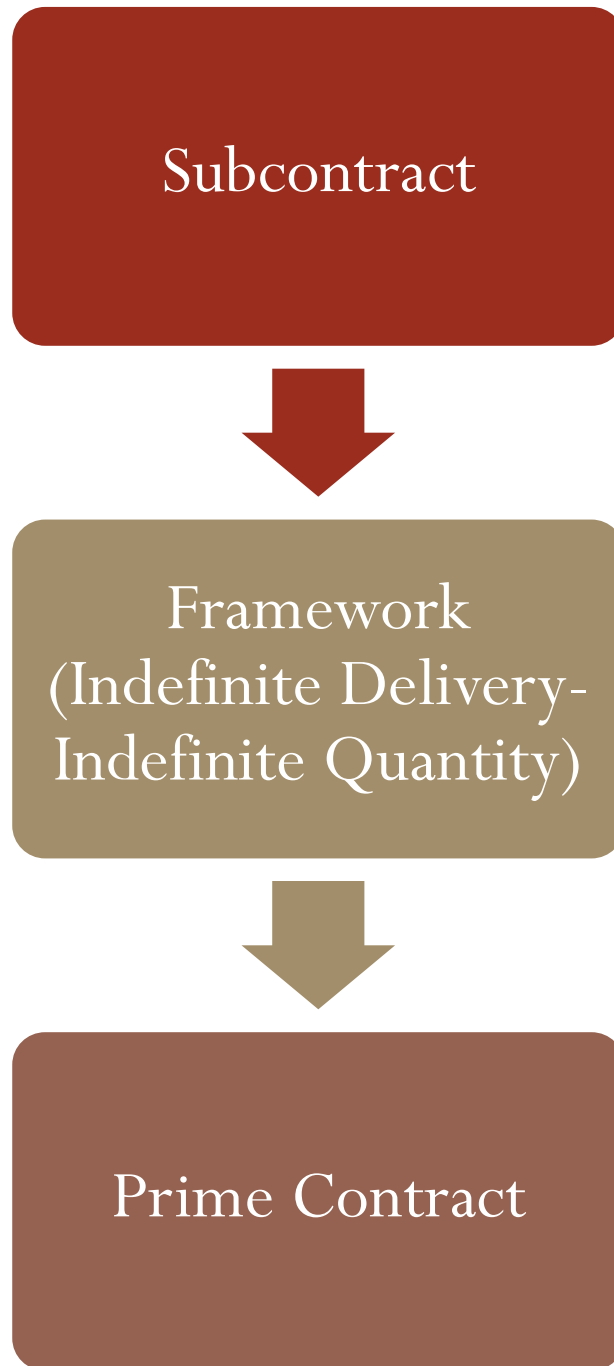 Subcontract
Framework
(Indefinite Delivery-
Indefinite Quantity)
Prime Contract